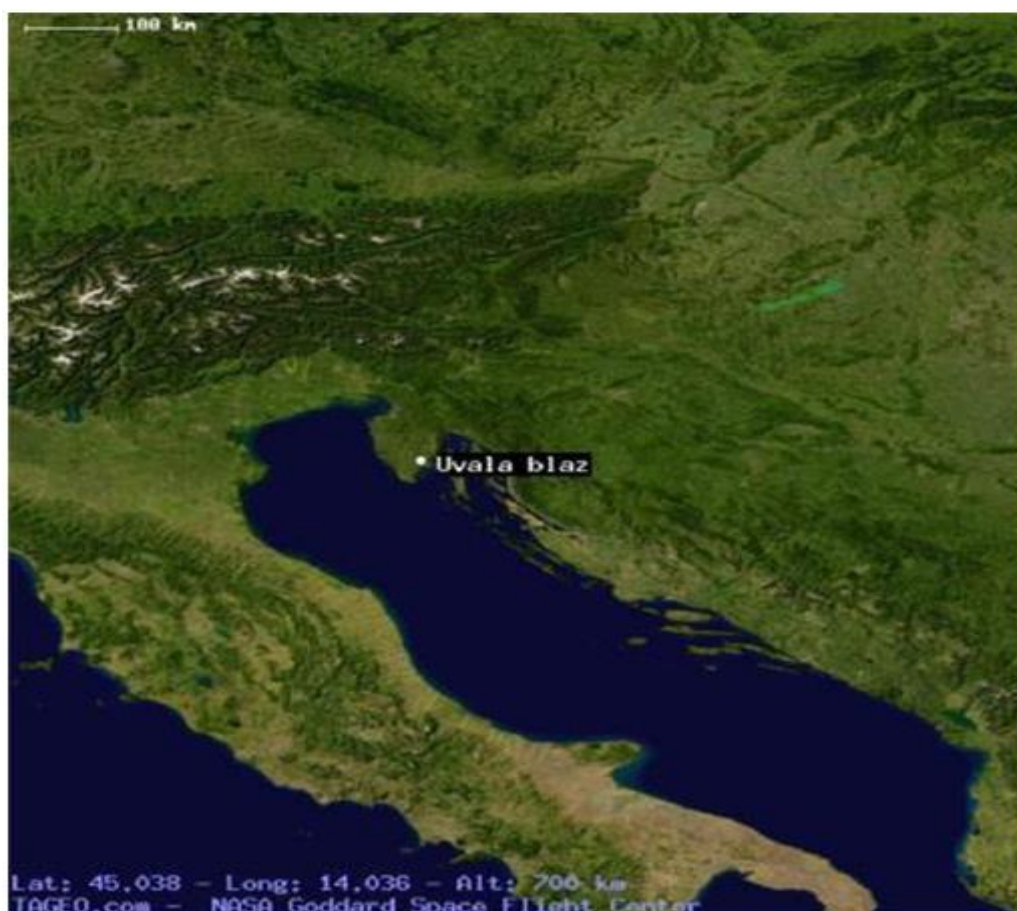 100 km
Uvala blaz
Lat: 45.038 - Long: 14.036 - Alt: 700 km
TAGEO.com - NASA Goddard Space Flight Center